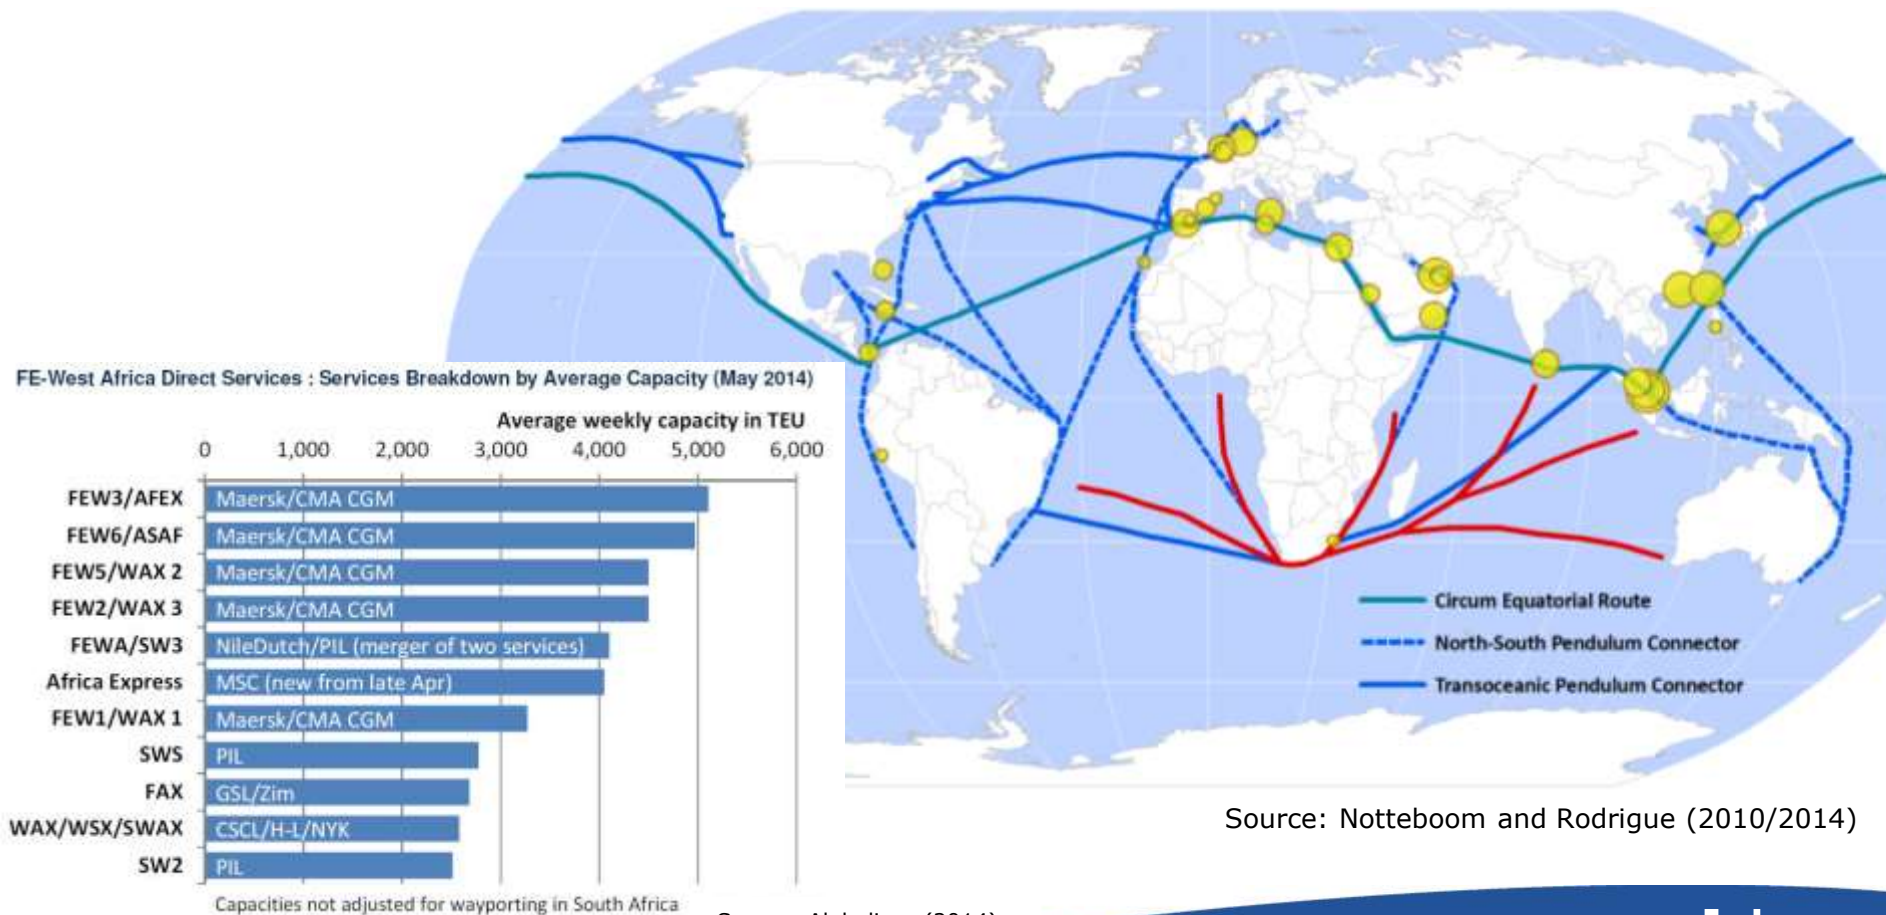 FE-West Africa Direct Services : Services Breakdown by Average Capacity (May 2014)
Average weekly capacity in TEU
0 1,000 2,000 3,000 4,000 5,000 6,000
FEW3/AFEX Maersk/CMA CGM
FEW6/ASAF Maersk/CMA CGM
FEW5/WAX 2 Maersk/CMA CGM
FEW2/WAX 3 Maersk/CMA CGM
FEWA/SW3 NileDutch/PIL (merger of two services)
Africa Express MSC (new from late Apr)
FEW1/WAX 1 Maersk/CMA CGM
SWS PIL
FAX GSL/Zim
WAX/WSX/SWAX CSCL/H-L/NYK
SW2 PIL
Capacities not adjusted for wayporting in South Africa
Circum Equatorial Route
North-South Pendulum Connector
Transoceanic Pendulum Connector
Source: Notteboom and Rodrigue (2010/2014)